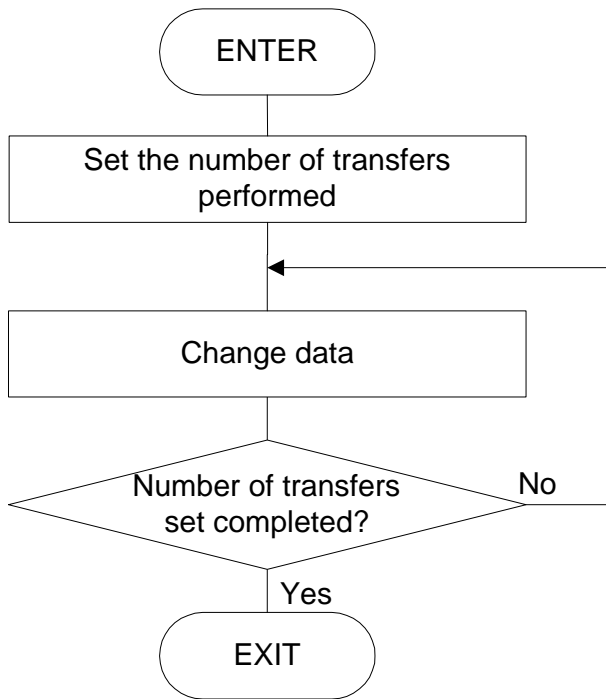 ENTER
Set the number of transfers
performed
Change data
Number of transfers
set completed?
No
Yes
EXIT